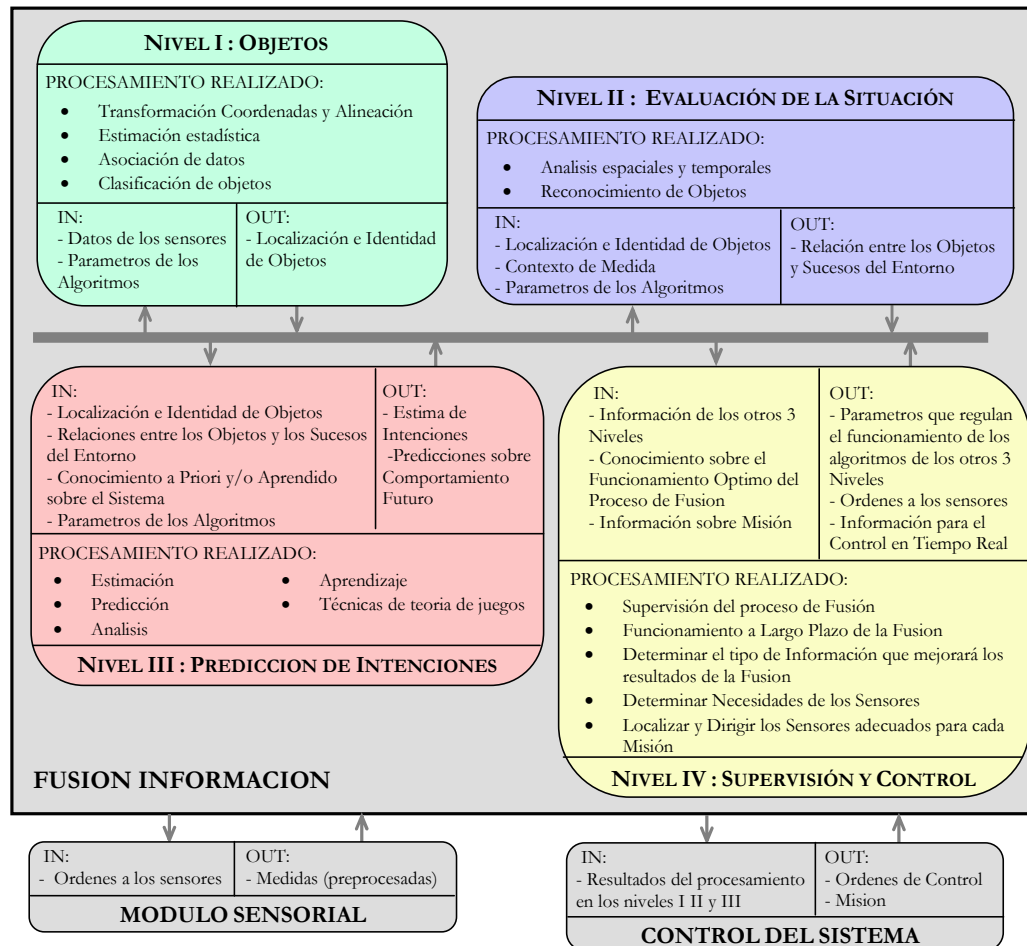 NIVEL I : OBJETOS
PROCESAMIENTO REALIZADO:
• Transformación Coordenadas y Alineación
• Estimación estadística
• Asociación de datos
• Clasificación de objetos
IN:
- Datos de los sensores
- Parametros de los
Algoritmos
OUT:
- Localización e Identidad
de Objetos
NIVEL II : EVALUACIÓN DE LA SITUACIÓN
PROCESAMIENTO REALIZADO:
• Analisis espaciales y temporales
• Reconocimiento de Objetos
IN:
- Localización e Identidad de Objetos
- Contexto de Medida
- Parametros de los Algoritmos
OUT:
- Relación entre los Objetos
y Sucesos del Entorno
IN:
- Localización e Identidad de Objetos
- Relaciones entre los Objetos y los Sucesos
del Entorno
- Conocimiento a Priori y/o Aprendido
sobre el Sistema
- Parametros de los Algoritmos
OUT:
- Estima de
Intenciones
-Predicciones sobre
Comportamiento
Futuro
PROCESAMIENTO REALIZADO:
• Estimación
• Predicción
• Analisis
• Aprendizaje
• Técnicas de teoria de juegos
NIVEL III : PREDICCION DE INTENCIONES
IN:
- Información de los otros 3
Niveles
- Conocimiento sobre el
Funcionamiento Optimo del
Proceso de Fusion
- Información sobre Misión
OUT:
- Parametros que regulan
el funcionamiento de los
algoritmos de los otros 3
Niveles
- Ordenes a los sensores
- Información para el
Control en Tiempo Real
PROCESAMIENTO REALIZADO:
• Supervisión del proceso de Fusión
• Funcionamiento a Largo Plazo de la Fusion
• Determinar el tipo de Información que mejorará los
resultados de la Fusion
• Determinar Necesidades de los Sensores
• Localizar y Dirigir los Sensores adecuados para cada
Misión
NIVEL IV : SUPERVISIÓN Y CONTROL
FUSION INFORMACION
IN:
- Ordenes a los sensores
OUT:
- Medidas (preprocesadas)
MODULO SENSORIAL
IN:
- Resultados del procesamiento
en los niveles I II y III
OUT:
- Ordenes de Control
- Mision
CONTROL DEL SISTEMA